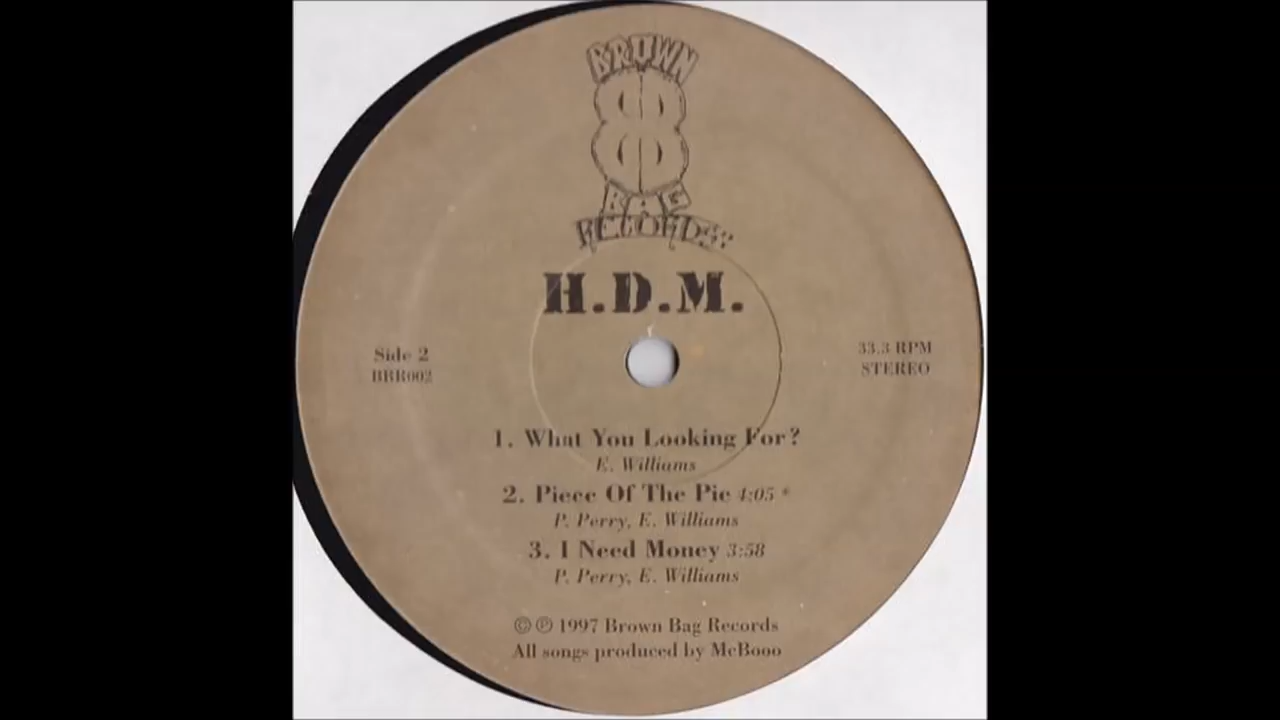 BROWN
BAG
RECORDS
H.D.M.
Side 2
BBR002
33.3 RPM
STEREO
1. What You Looking For?
E. Williams
2. Piece Of The Pie 4:05 *
P. Perry, E. Williams
3. I Need Money 3:58
P. Perry, E. Williams
© ℗ 1997 Brown Bag Records
All songs produced by McBooo